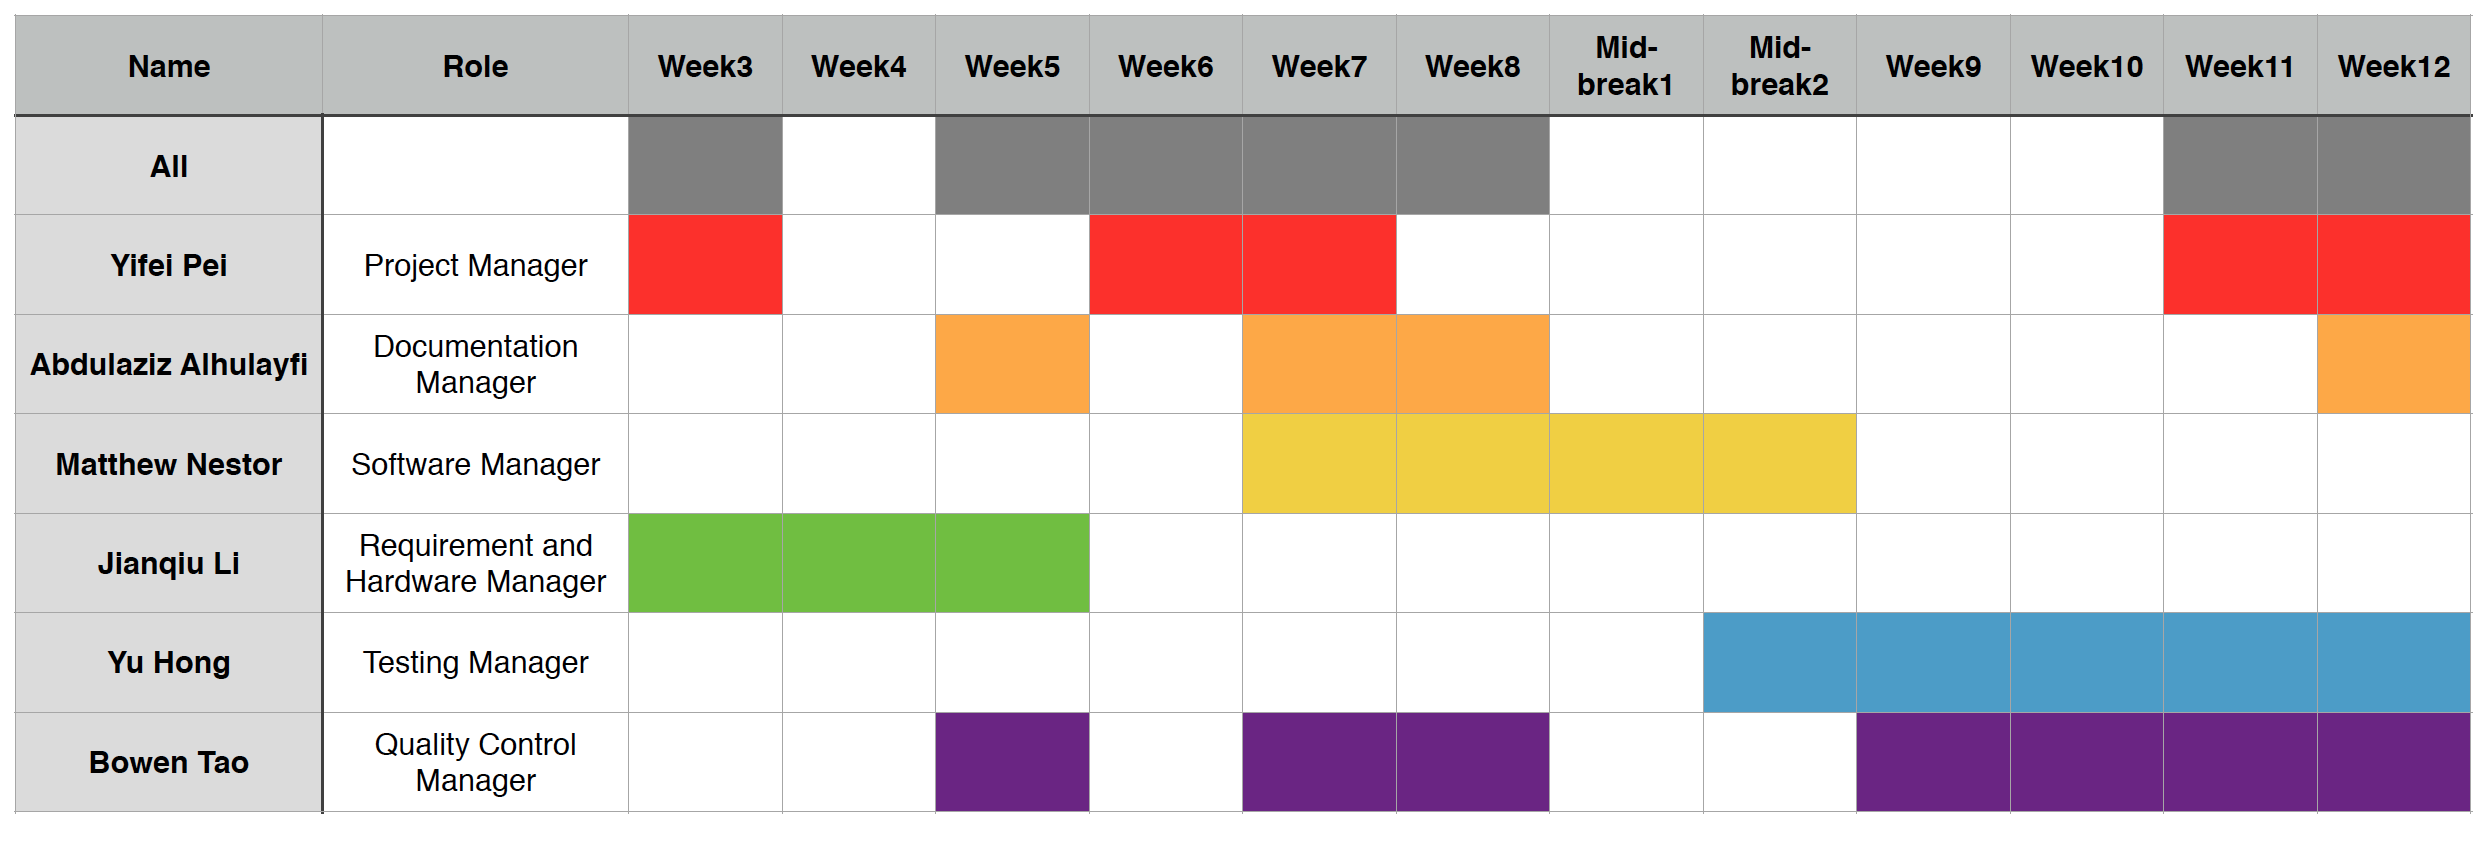 Name Role Week3 Week4 Week5 Week6 Week7 Week8 Mid-break1 Mid-break2 Week9 Week10 Week11 Week12
All
Yifei Pei Project Manager
Abdulaziz Alhulayfi Documentation Manager
Matthew Nestor Software Manager
Jianqiu Li Requirement and Hardware Manager
Yu Hong Testing Manager
Bowen Tao Quality Control Manager